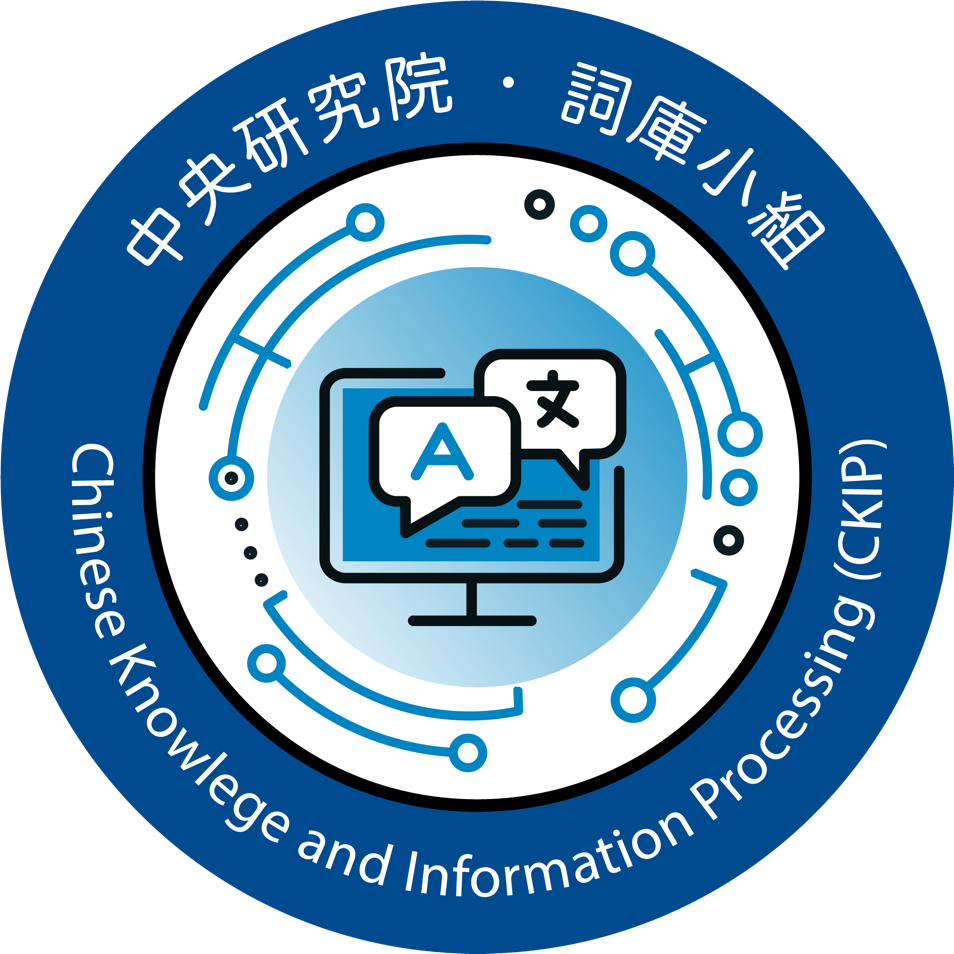 中央研究院 · 詞庫小組
A
文
Chinese Knowlege and Information Processing (CKIP)